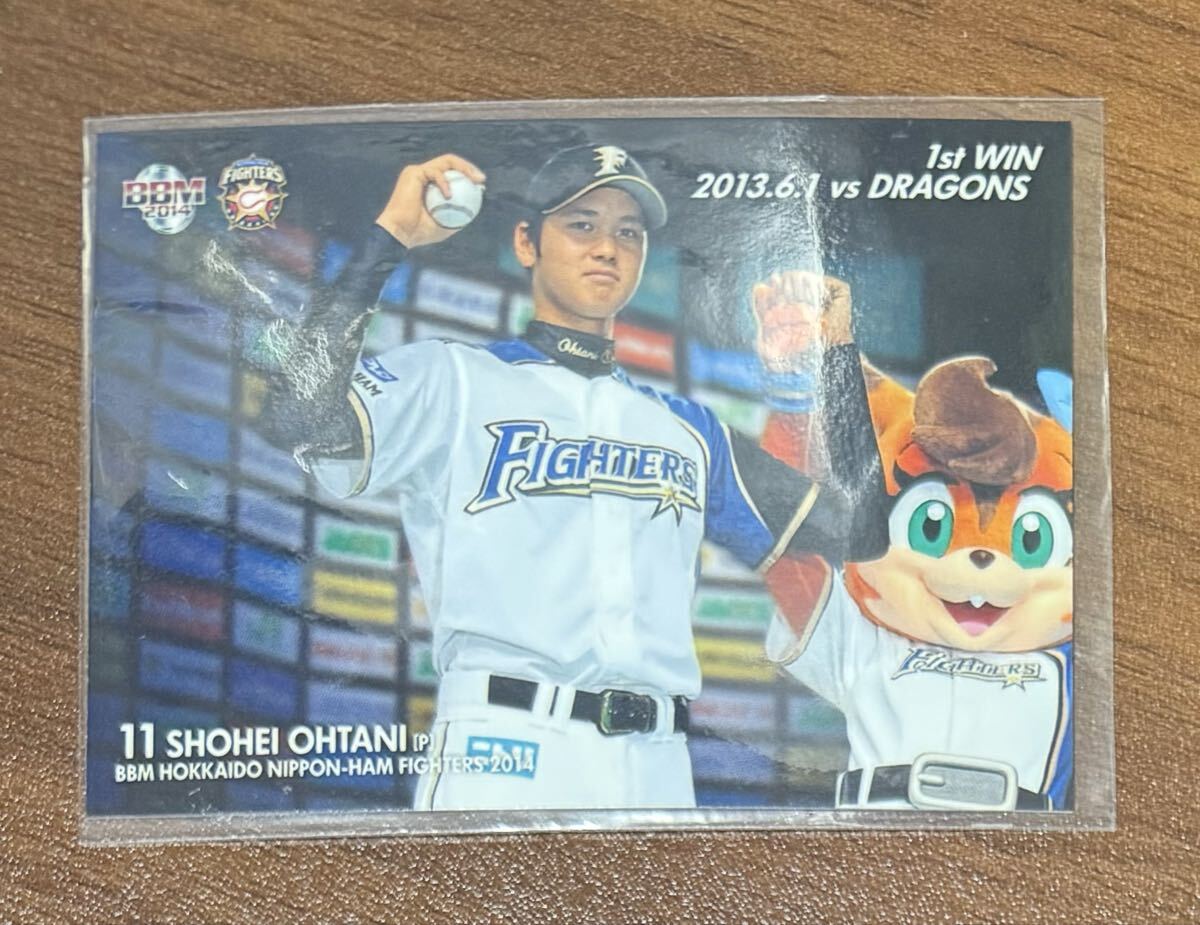 BBM
2014
FIGHTERS
1st WIN
2013.6.1 vs DRAGONS
F
Ohtani
HAM
FIGHTERS
FIGHTERS
11 SHOHEI OHTANI [P]
BBM HOKKAIDO NIPPON-HAM FIGHTERS 2014